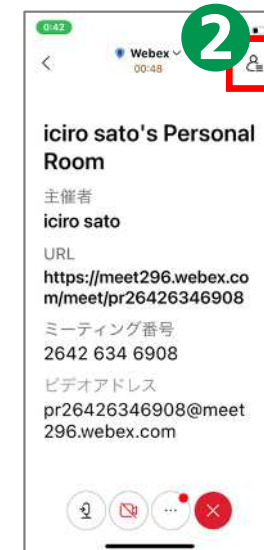 0:42
2
Webex
00:48
iciro sato's Personal
Room
主催者
iciro sato
URL
https://meet296.webex.co
m/meet/pr26426346908
ミーティング番号
2642 634 6908
ビデオアドレス
pr26426346908@meet
296.webex.com